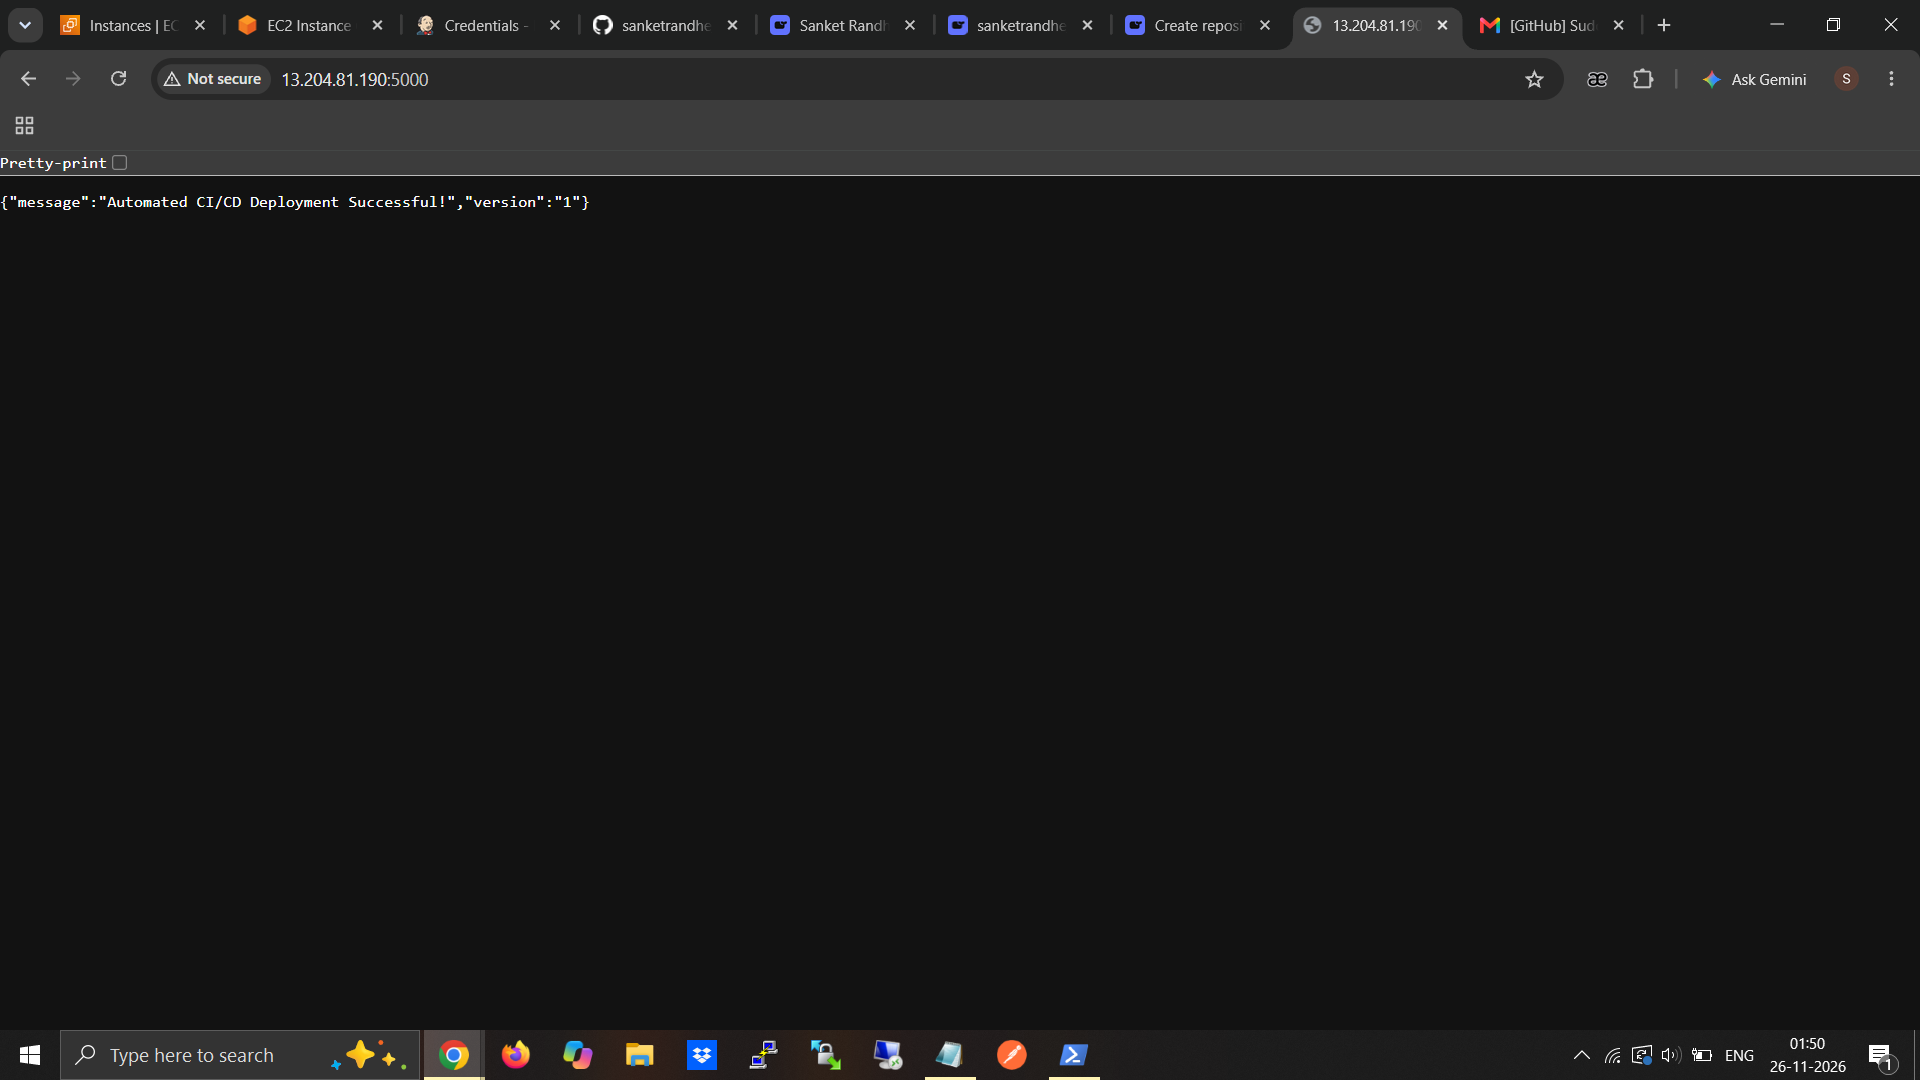 Instances | EC
EC2 Instance
Credentials -
sanketrandhe
Sanket Randh
sanketrandhe
Create reposi
13.204.81.190
[GitHub] Sud
Not secure
13.204.81.190:5000
Ask Gemini
S
Pretty-print
{"message":"Automated CI/CD Deployment Successful!","version":"1"}
Type here to search
ENG
01:50
26-11-2026
1